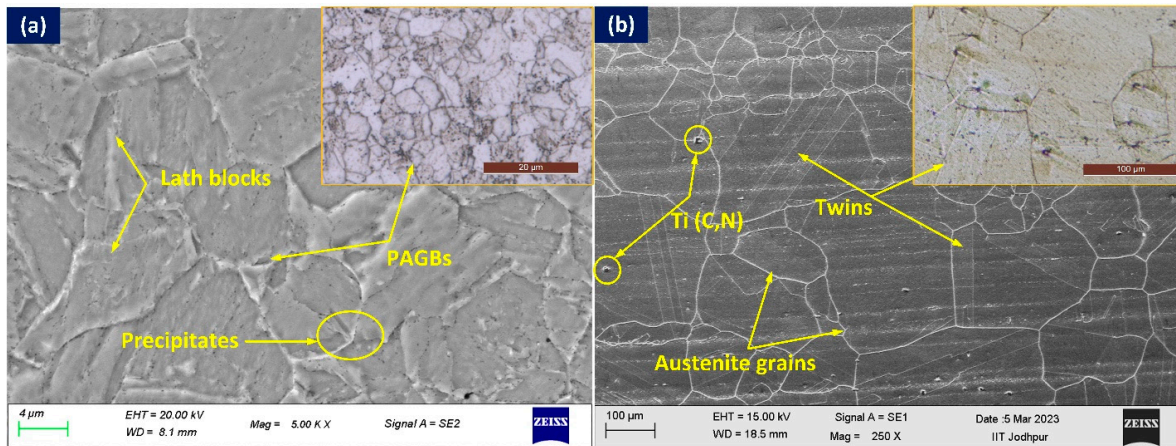 (a)
20 µm
Lath blocks
PAGBs
Precipitates
4 µm
EHT = 20.00 kV
WD = 8.1 mm
Mag = 5.00 K X
Signal A = SE2
ZEISS
(b)
100 µm
Ti (C,N)
Twins
Austenite grains
100 µm
EHT = 15.00 kV
WD = 18.5 mm
Signal A = SE1
Mag = 250 X
Date :5 Mar 2023
IIT Jodhpur
ZEISS